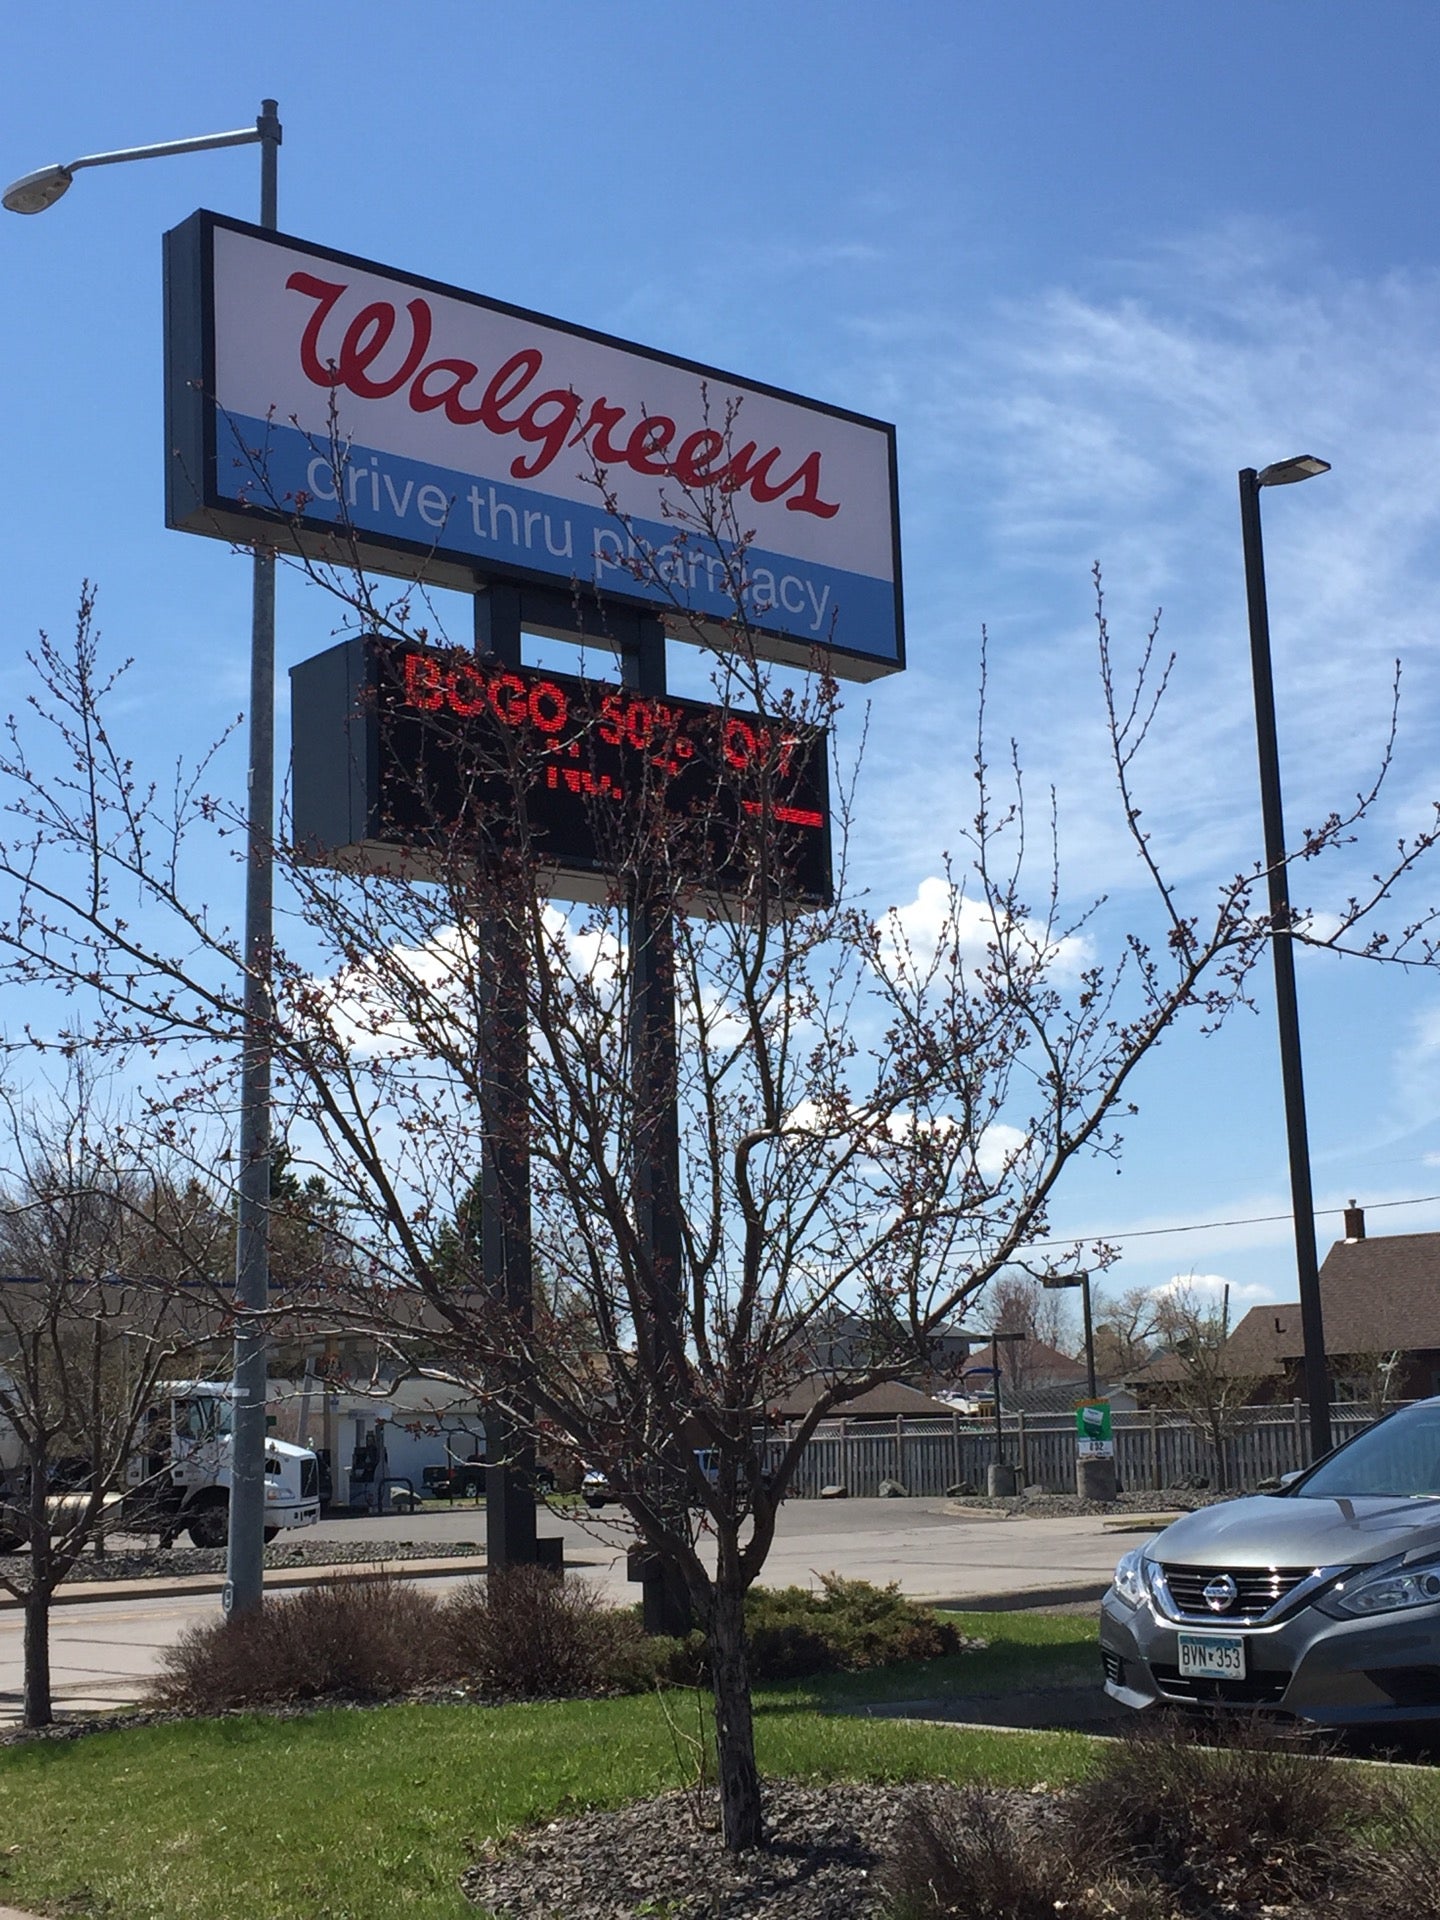 Walgreens
drive thru pharmacy
BOGO, 50% Off
BVN 353